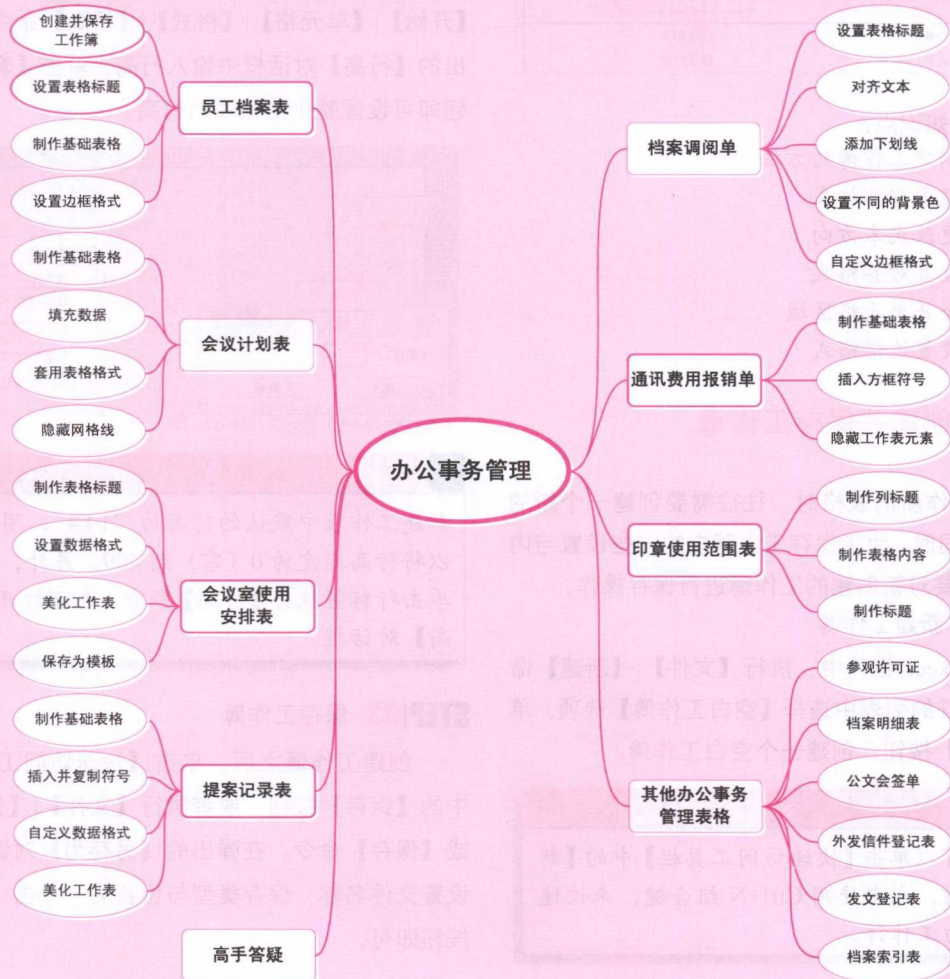 创建并保存
工作簿
设置表格标题
制作基础表格
设置边框格式
员工档案表
制作基础表格
填充数据
套用表格格式
隐藏网格线
会议计划表
制作表格标题
设置数据格式
美化工作表
保存为模板
会议室使用
安排表
制作基础表格
插入并复制符号
自定义数据格式
美化工作表
提案记录表
高手答疑
办公事务管理
档案调阅单
设置表格标题
对齐文本
添加下划线
设置不同的背景色
自定义边框格式
通讯费用报销单
制作基础表格
插入方框符号
隐藏工作表元素
印章使用范围表
制作列标题
制作表格内容
制作标题
其他办公事务
管理表格
参观许可证
档案明细表
公文会签单
外发信件登记表
发文登记表
档案索引表